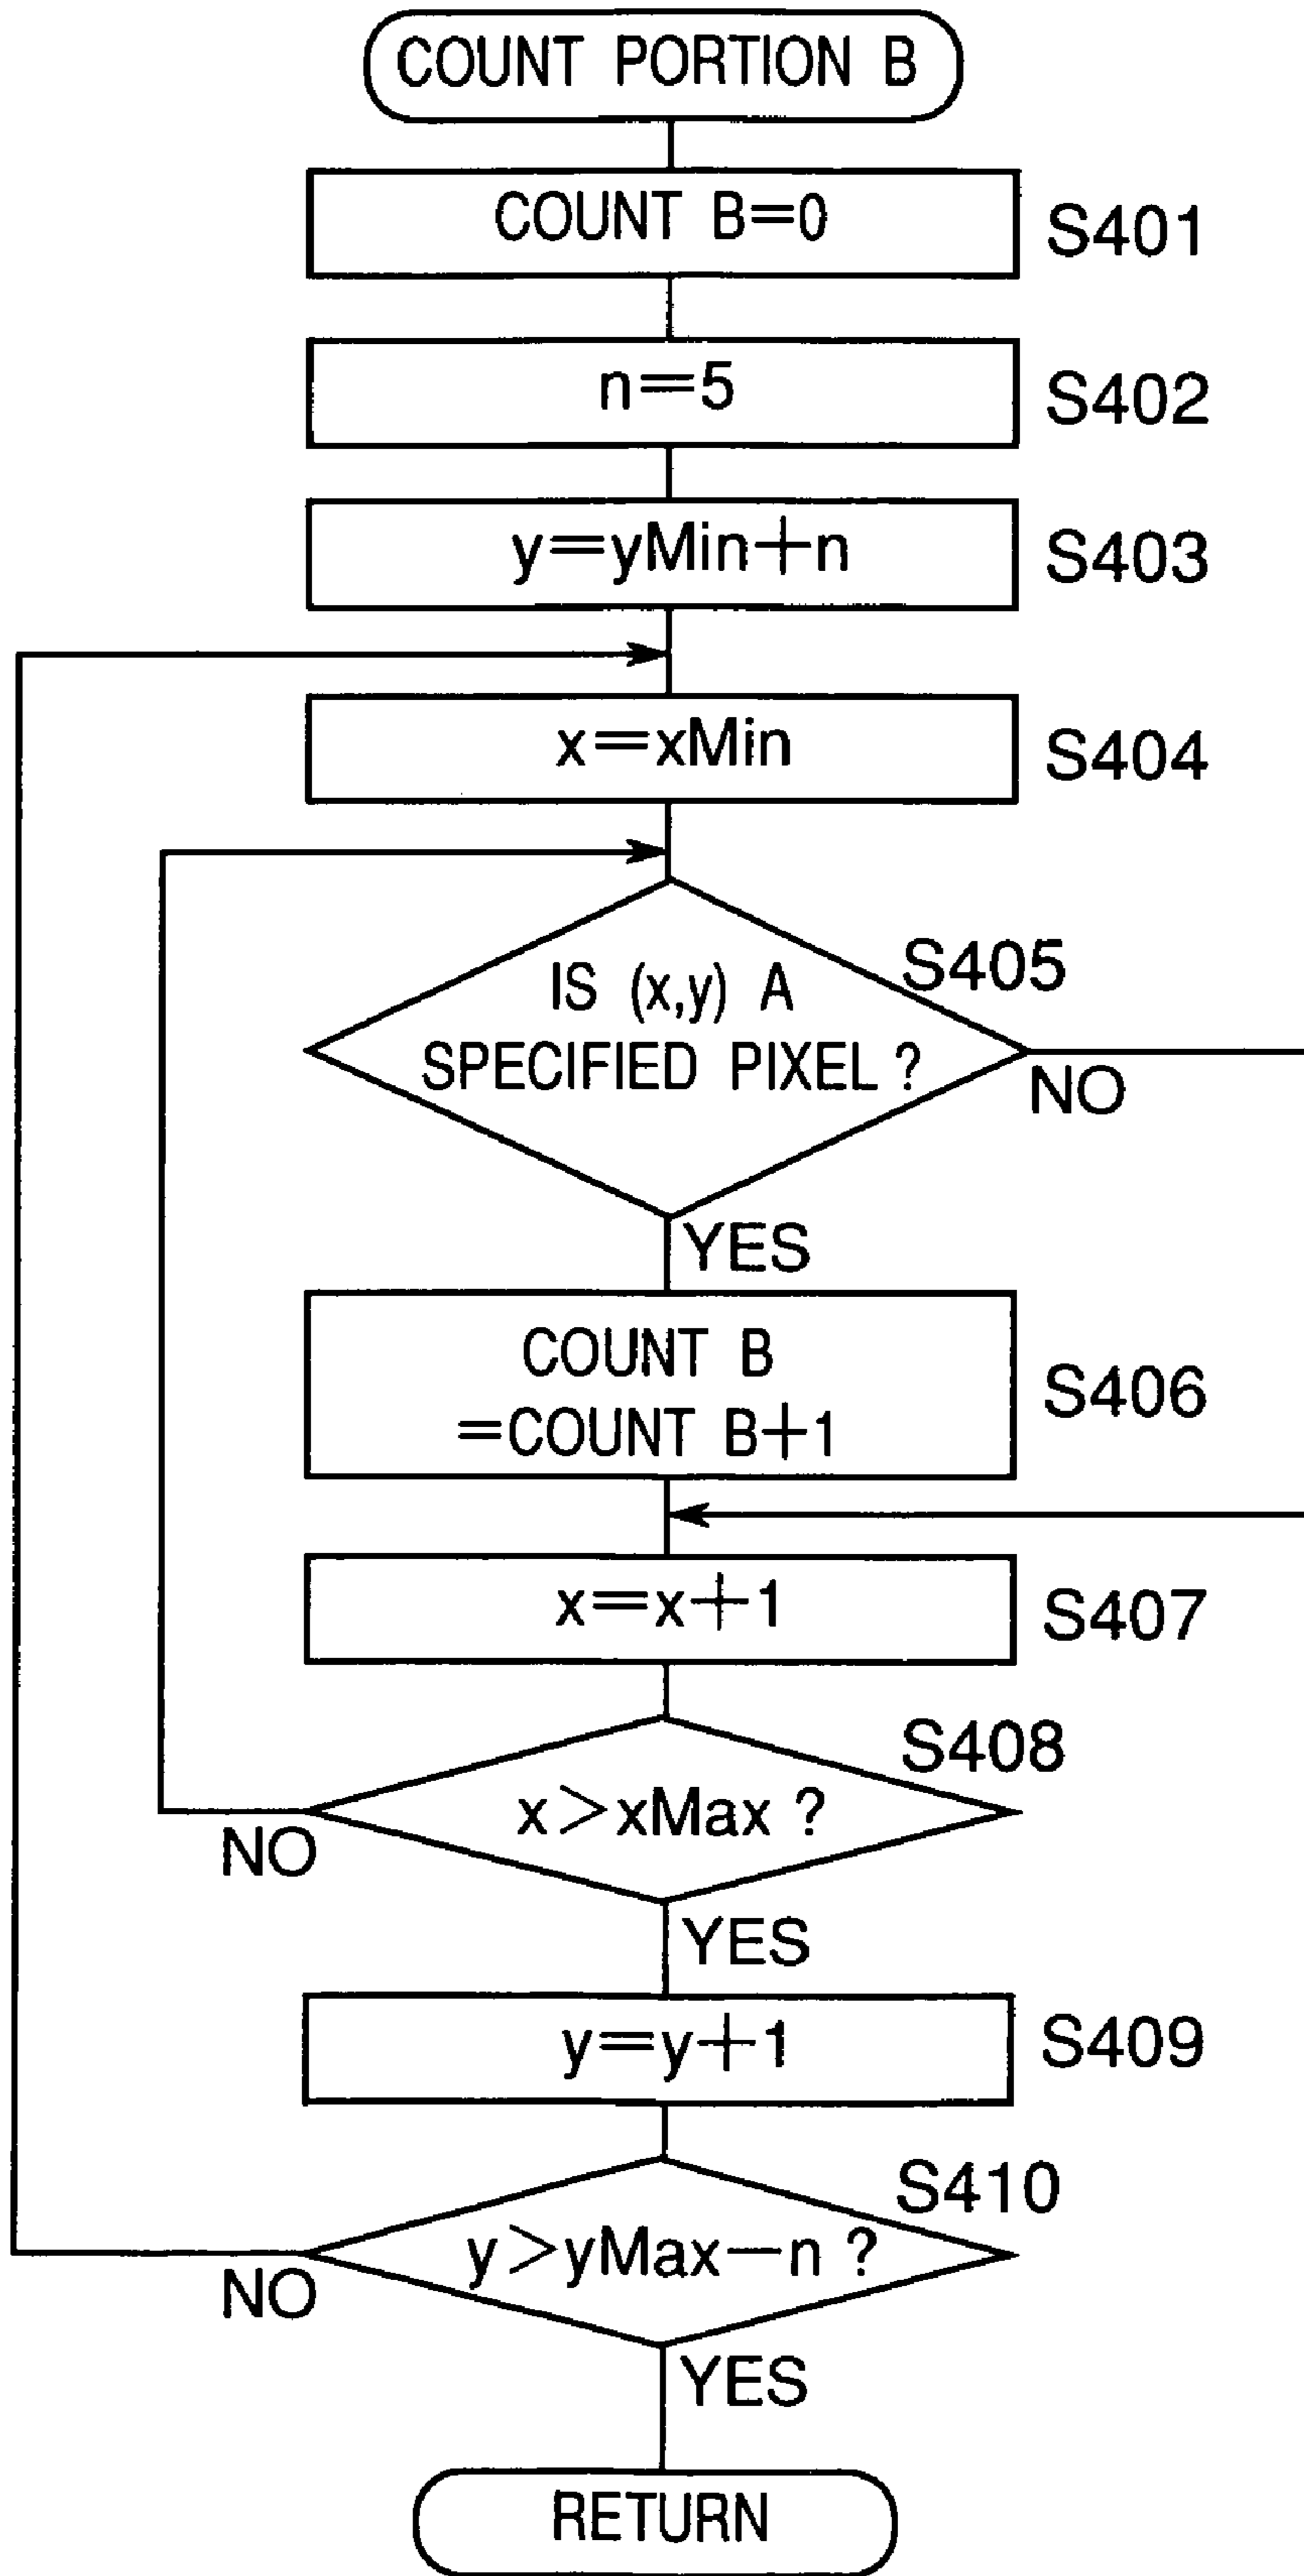 COUNT PORTION B
COUNT B=0
S401
n=5
S402
y=yMin+n
S403
x=xMin
S404
S405
IS (x,y) A
SPECIFIED PIXEL ?
NO
YES
COUNT B
=COUNT B+1
S406
x=x+1
S407
S408
x>xMax ?
NO
YES
y=y+1
S409
S410
y>yMax-n ?
NO
YES
RETURN